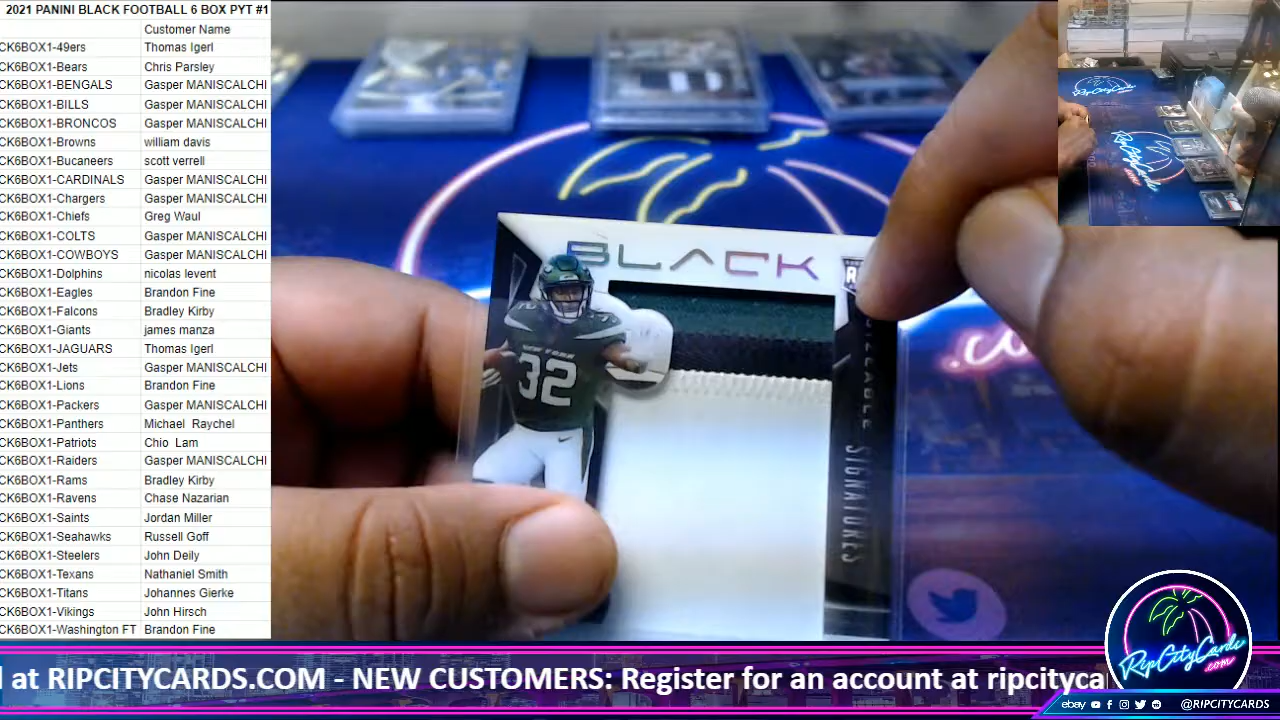 2021 PANINI BLACK FOOTBALL 6 BOX PYT #1
Customer Name
CK6BOX1-49ers Thomas Igerl
CK6BOX1-Bears Chris Parsley
CK6BOX1-BENGALS Gasper MANISCALCHI
CK6BOX1-BILLS Gasper MANISCALCHI
CK6BOX1-BRONCOS Gasper MANISCALCHI
CK6BOX1-Browns william davis
CK6BOX1-Bucaneers scott verrell
CK6BOX1-CARDINALS Gasper MANISCALCHI
CK6BOX1-Chargers Gasper MANISCALCHI
CK6BOX1-Chiefs Greg Waul
CK6BOX1-COLTS Gasper MANISCALCHI
CK6BOX1-COWBOYS Gasper MANISCALCHI
CK6BOX1-Dolphins nicolas levent
CK6BOX1-Eagles Brandon Fine
CK6BOX1-Falcons Bradley Kirby
CK6BOX1-Giants james manza
CK6BOX1-JAGUARS Thomas Igerl
CK6BOX1-Jets Gasper MANISCALCHI
CK6BOX1-Lions Brandon Fine
CK6BOX1-Packers Gasper MANISCALCHI
CK6BOX1-Panthers Michael Raychel
CK6BOX1-Patriots Chio Lam
CK6BOX1-Raiders Gasper MANISCALCHI
CK6BOX1-Rams Bradley Kirby
CK6BOX1-Ravens Chase Nazarian
CK6BOX1-Saints Jordan Miller
CK6BOX1-Seahawks Russell Goff
CK6BOX1-Steelers John Deily
CK6BOX1-Texans Nathaniel Smith
CK6BOX1-Titans Johannes Gierke
CK6BOX1-Vikings John Hirsch
CK6BOX1-Washington FT Brandon Fine
BLACK
NEW YORK
32
SIGNATURES
RipCityCards
.com
l at RIPCITYCARDS.COM - NEW CUSTOMERS: Register for an account at ripcityca
ebay @RIPCITYCARDS